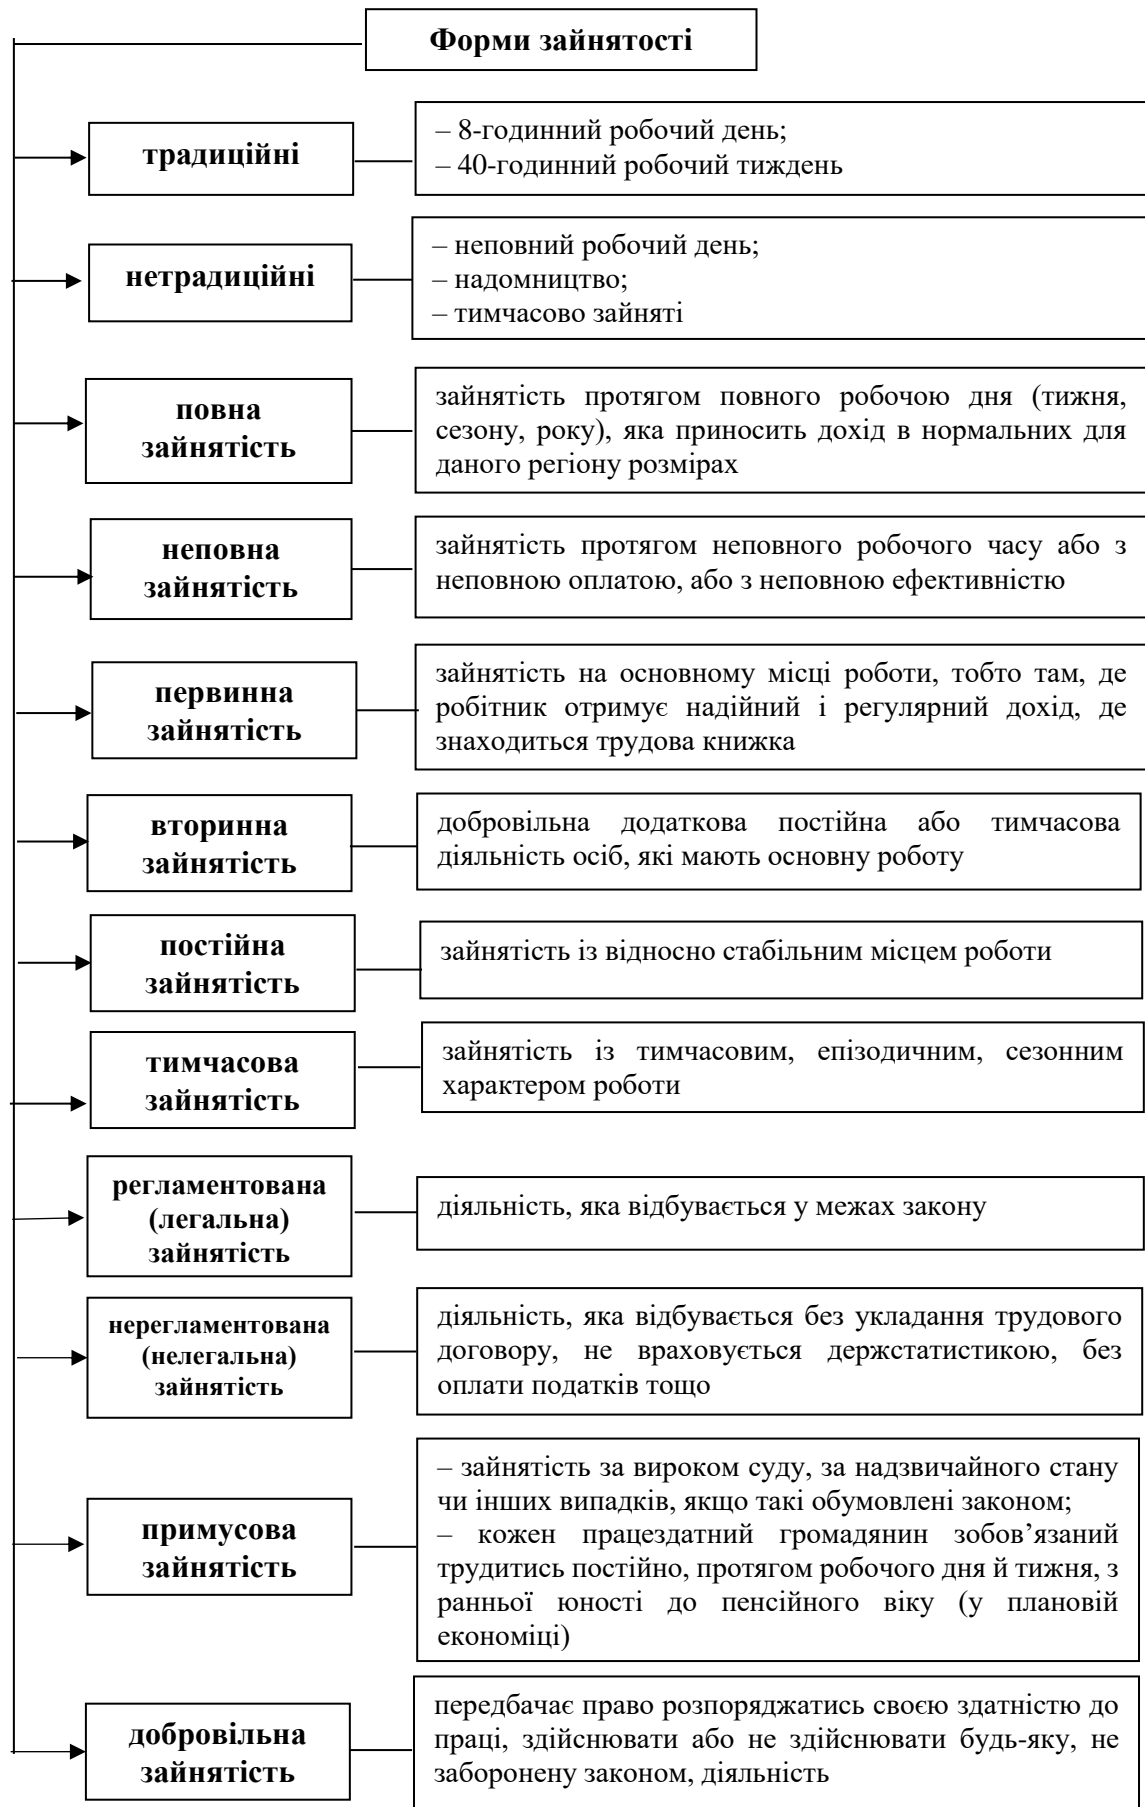 Форми зайнятості
традиційні
– 8-годинний робочий день;
– 40-годинний робочий тиждень
нетрадиційні
– неповний робочий день;
– надомництво;
– тимчасово зайняті
повна
зайнятість
зайнятість протягом повного робочою дня (тижня,
сезону, року), яка приносить дохід в нормальних для
даного регіону розмірах
неповна
зайнятість
зайнятість протягом неповного робочого часу або з
неповною оплатою, або з неповною ефективністю
первинна
зайнятість
зайнятість на основному місці роботи, тобто там, де
робітник отримує надійний і регулярний дохід, де
знаходиться трудова книжка
вторинна
зайнятість
добровільна додаткова постійна або тимчасова
діяльність осіб, які мають основну роботу
постійна
зайнятість
зайнятість із відносно стабільним місцем роботи
тимчасова
зайнятість
зайнятість із тимчасовим, епізодичним, сезонним
характером роботи
регламентована
(легальна)
зайнятість
діяльність, яка відбувається у межах закону
нерегламентована
(нелегальна)
зайнятість
діяльність, яка відбувається без укладання трудового
договору, не враховується держстатистикою, без
оплати податків тощо
примусова
зайнятість
– зайнятість за вироком суду, за надзвичайного стану
чи інших випадків, якщо такі обумовлені законом;
– кожен працездатний громадянин зобов’язаний
трудитись постійно, протягом робочого дня й тижня, з
ранньої юності до пенсійного віку (у плановій
економіці)
добровільна
зайнятість
передбачає право розпоряджатись своєю здатністю до
праці, здійснювати або не здійснювати будь-яку, не
заборонену законом, діяльність